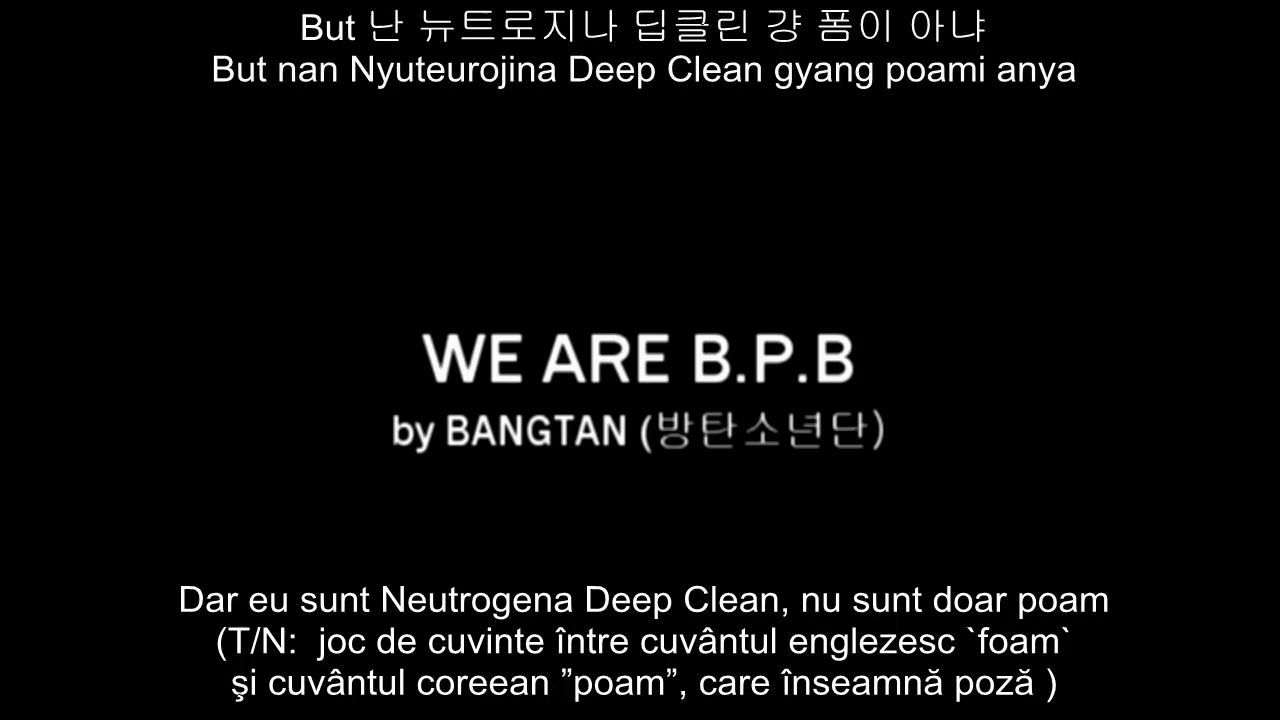 But 난 뉴트로지나 딥클린 걍 폼이 아냐
But nan Nyuteurojina Deep Clean gyang poami anya
WE ARE B.P.B
by BANGTAN (방탄소년단)
Dar eu sunt Neutrogena Deep Clean, nu sunt doar poam
(T/N:  joc de cuvinte între cuvântul englezesc `foam`
şi cuvântul coreean ”poam”, care înseamnă poză )